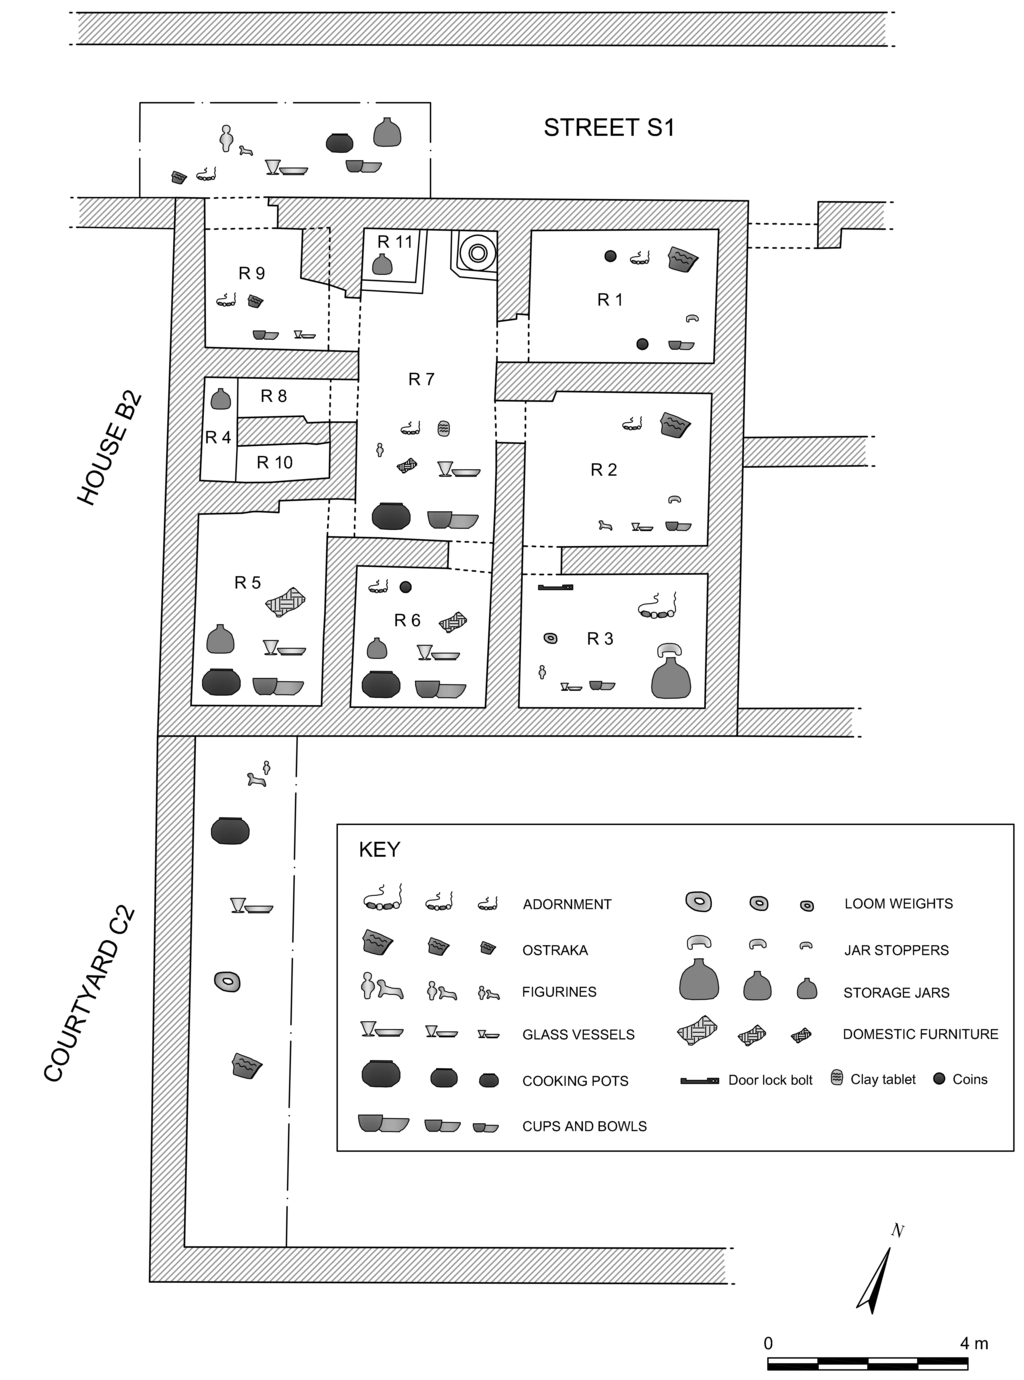 STREET S1
R 11
R 9
R 1
R 7
R 8
R 4
R 2
R 10
HOUSE B2
R 5
R 6
R 3
KEY
ADORNMENT
LOOM WEIGHTS
OSTRAKA
JAR STOPPERS
FIGURINES
STORAGE JARS
GLASS VESSELS
DOMESTIC FURNITURE
COOKING POTS
Door lock bolt
Clay tablet
Coins
CUPS AND BOWLS
COURTYARD C2
N
0 4 m